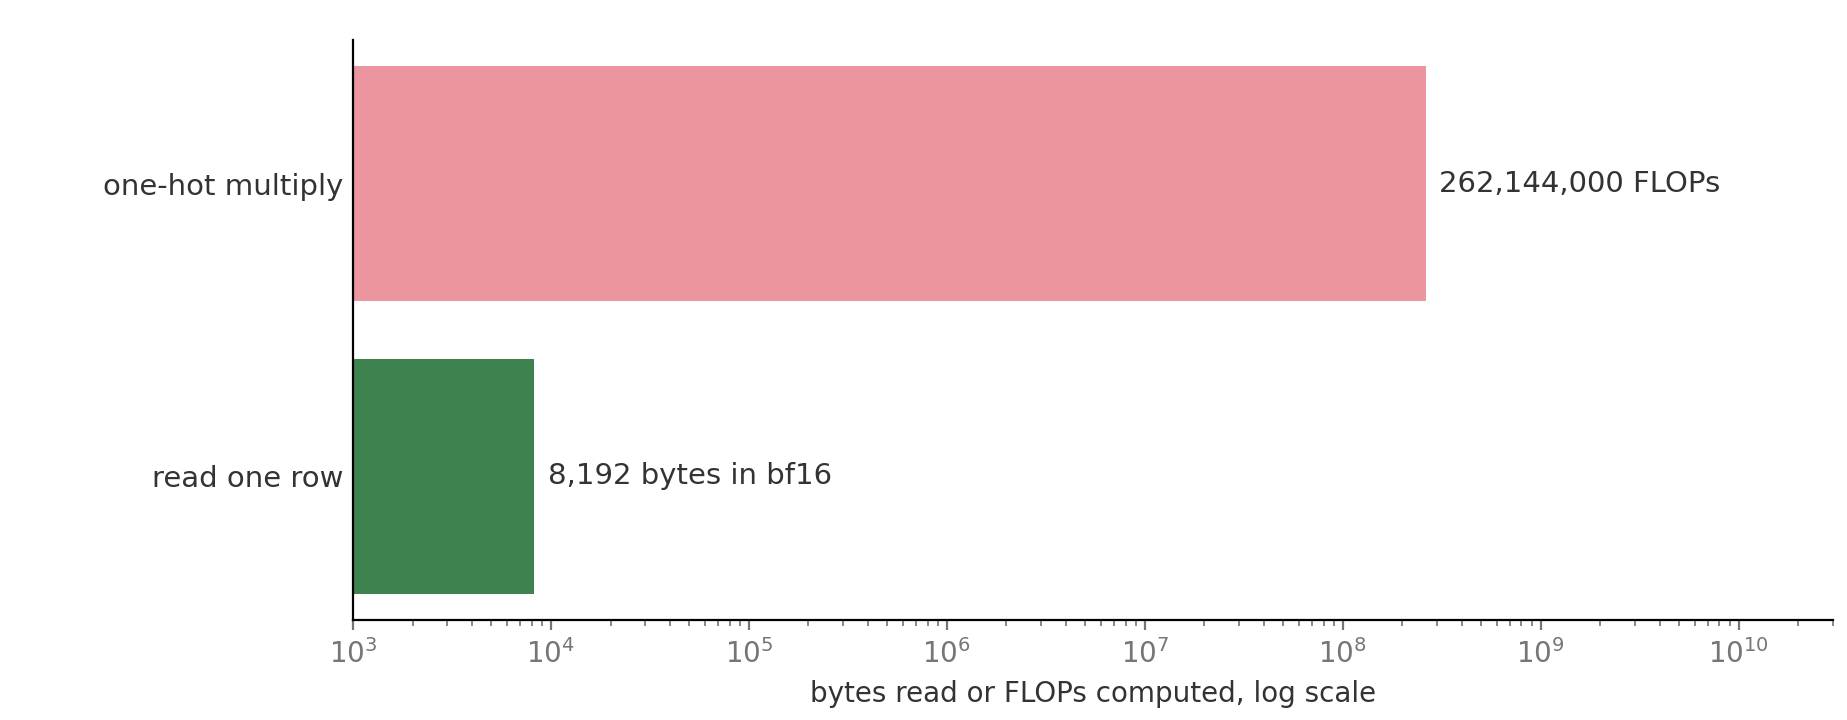 one-hot multiply
262,144,000 FLOPs
read one row
8,192 bytes in bf16
10³ 10⁴ 10⁵ 10⁶ 10⁷ 10⁸ 10⁹ 10¹⁰
bytes read or FLOPs computed, log scale